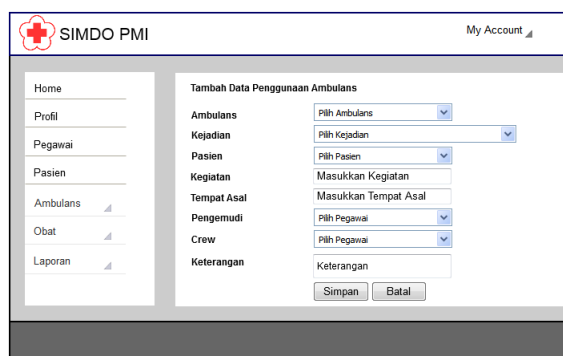 SIMDO PMI
My Account
Home
Profil
Pegawai
Pasien
Ambulans
Obat
Laporan
Tambah Data Penggunaan Ambulans
Ambulans Pilih Ambulans
Kejadian Pilih Kejadian
Pasien Pilih Pasien
Kegiatan Masukkan Kegiatan
Tempat Asal Masukkan Tempat Asal
Pengemudi Pilih Pegawai
Crew Pilih Pegawai
Keterangan Keterangan
Simpan Batal